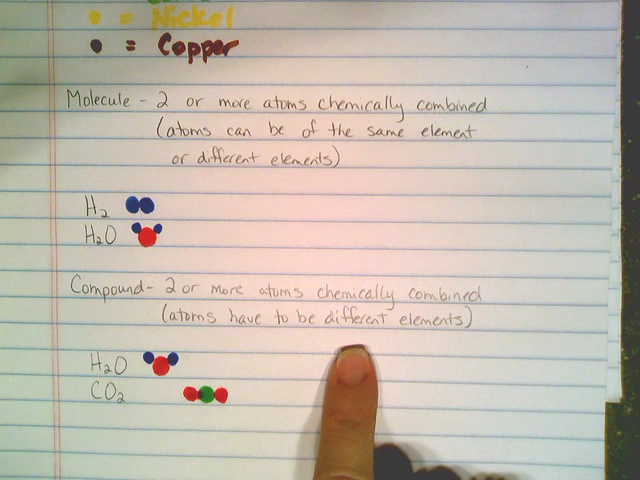 = Nickel
= Copper
Molecule - 2 or more atoms chemically combined
(atoms can be of the same element
or different elements)
H₂
H₂O
Compound - 2 or more atoms chemically combined
(atoms have to be different elements)
H₂O
CO₂